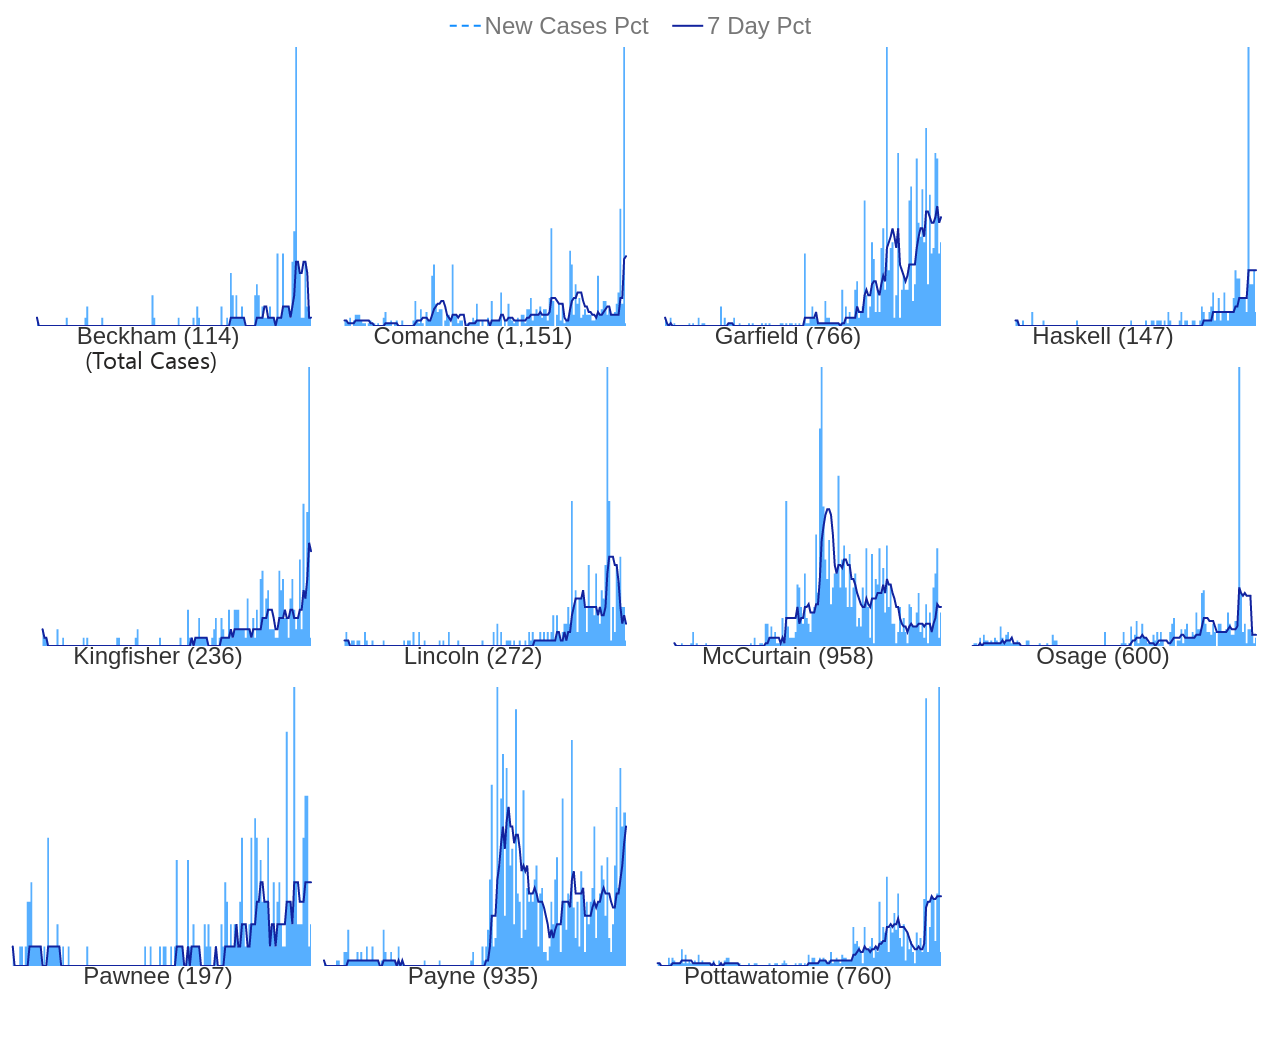 New Cases Pct 7 Day Pct
Beckham (114) Comanche (1,151) Garfield (766) Haskell (147)
(Total Cases)
Kingfisher (236) Lincoln (272) McCurtain (958) Osage (600)
Pawnee (197) Payne (935) Pottawatomie (760)